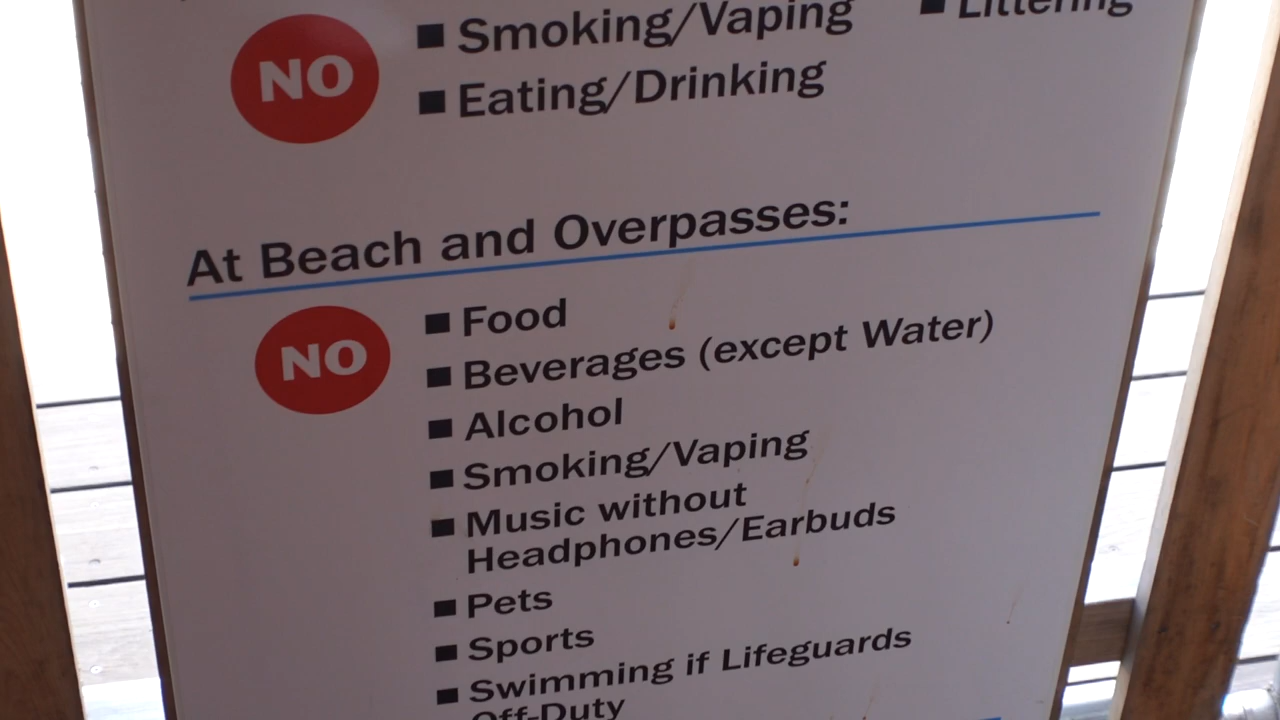 NO
■ Smoking/Vaping ■ Littering
■ Eating/Drinking
At Beach and Overpasses:
NO
■ Food
■ Beverages (except Water)
■ Alcohol
■ Smoking/Vaping
■ Music without
Headphones/Earbuds
■ Pets
■ Sports
■ Swimming if Lifeguards
Off-Duty